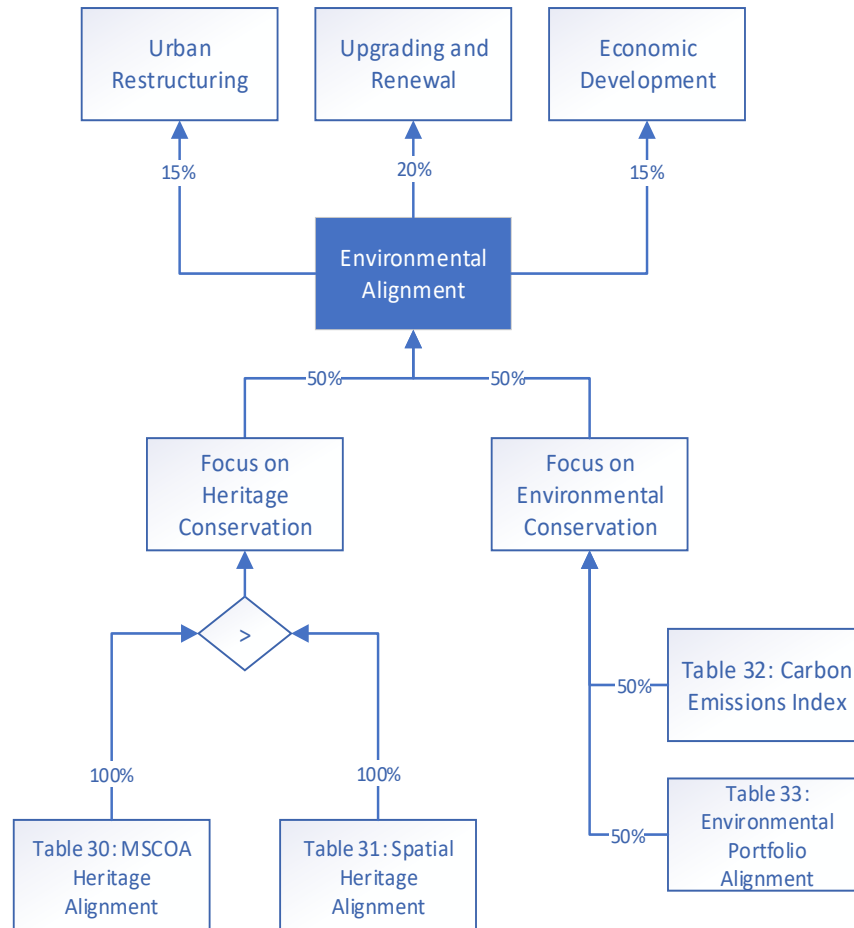 Urban
Restructuring
Upgrading and
Renewal
Economic
Development
15%
20%
15%
Environmental
Alignment
50%
50%
Focus on
Heritage
Conservation
Focus on
Environmental
Conservation
>
Table 32: Carbon
Emissions Index
50%
100%
100%
Table 33:
Environmental
Portfolio
Alignment
50%
Table 30: MSCOA
Heritage
Alignment
Table 31: Spatial
Heritage
Alignment